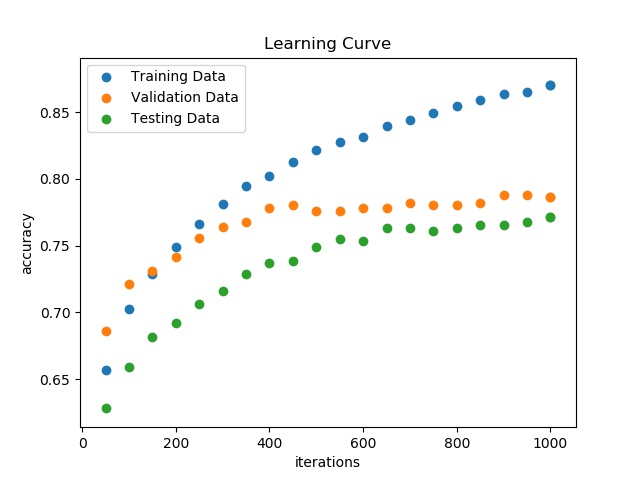 Learning Curve
Training Data
Validation Data
Testing Data
0.85
0.80
0.75
0.70
0.65
accuracy
0 200 400 600 800 1000
iterations